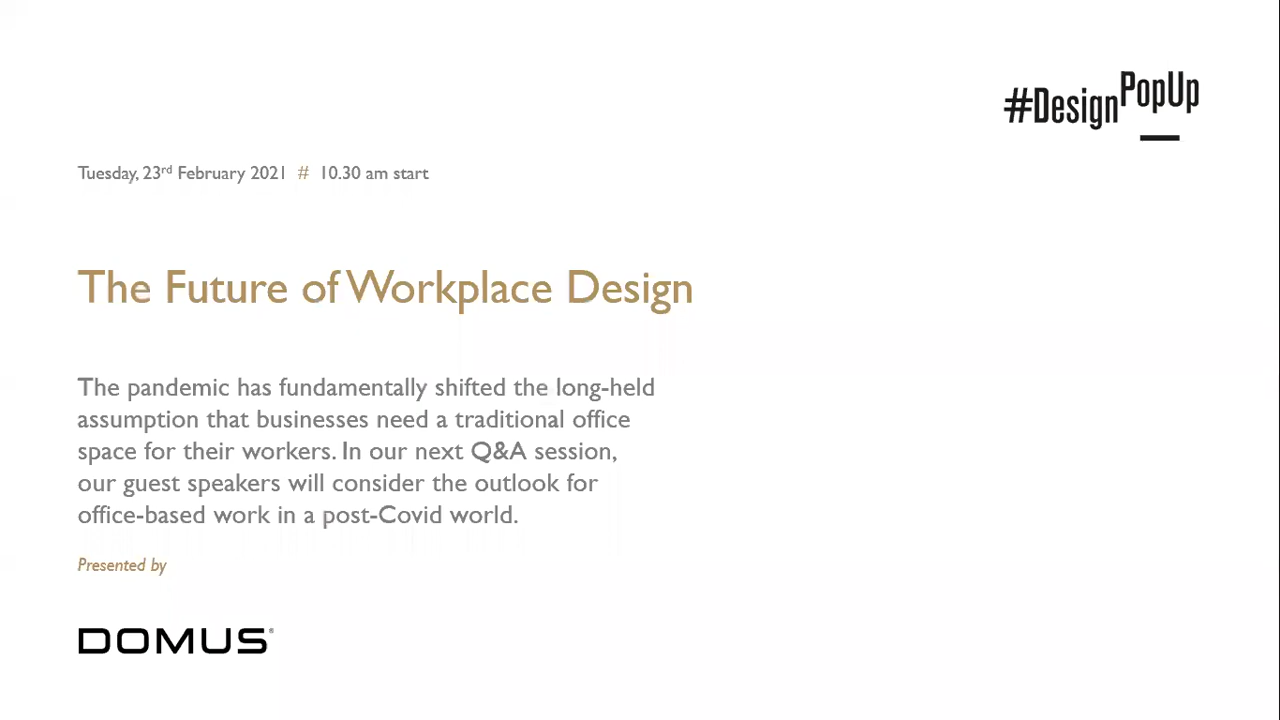 #DesignPopUp
Tuesday, 23rd February 2021 # 10.30 am start
The Future of Workplace Design
The pandemic has fundamentally shifted the long-held
assumption that businesses need a traditional office
space for their workers. In our next Q&A session,
our guest speakers will consider the outlook for
office-based work in a post-Covid world.
Presented by
DOMUS®